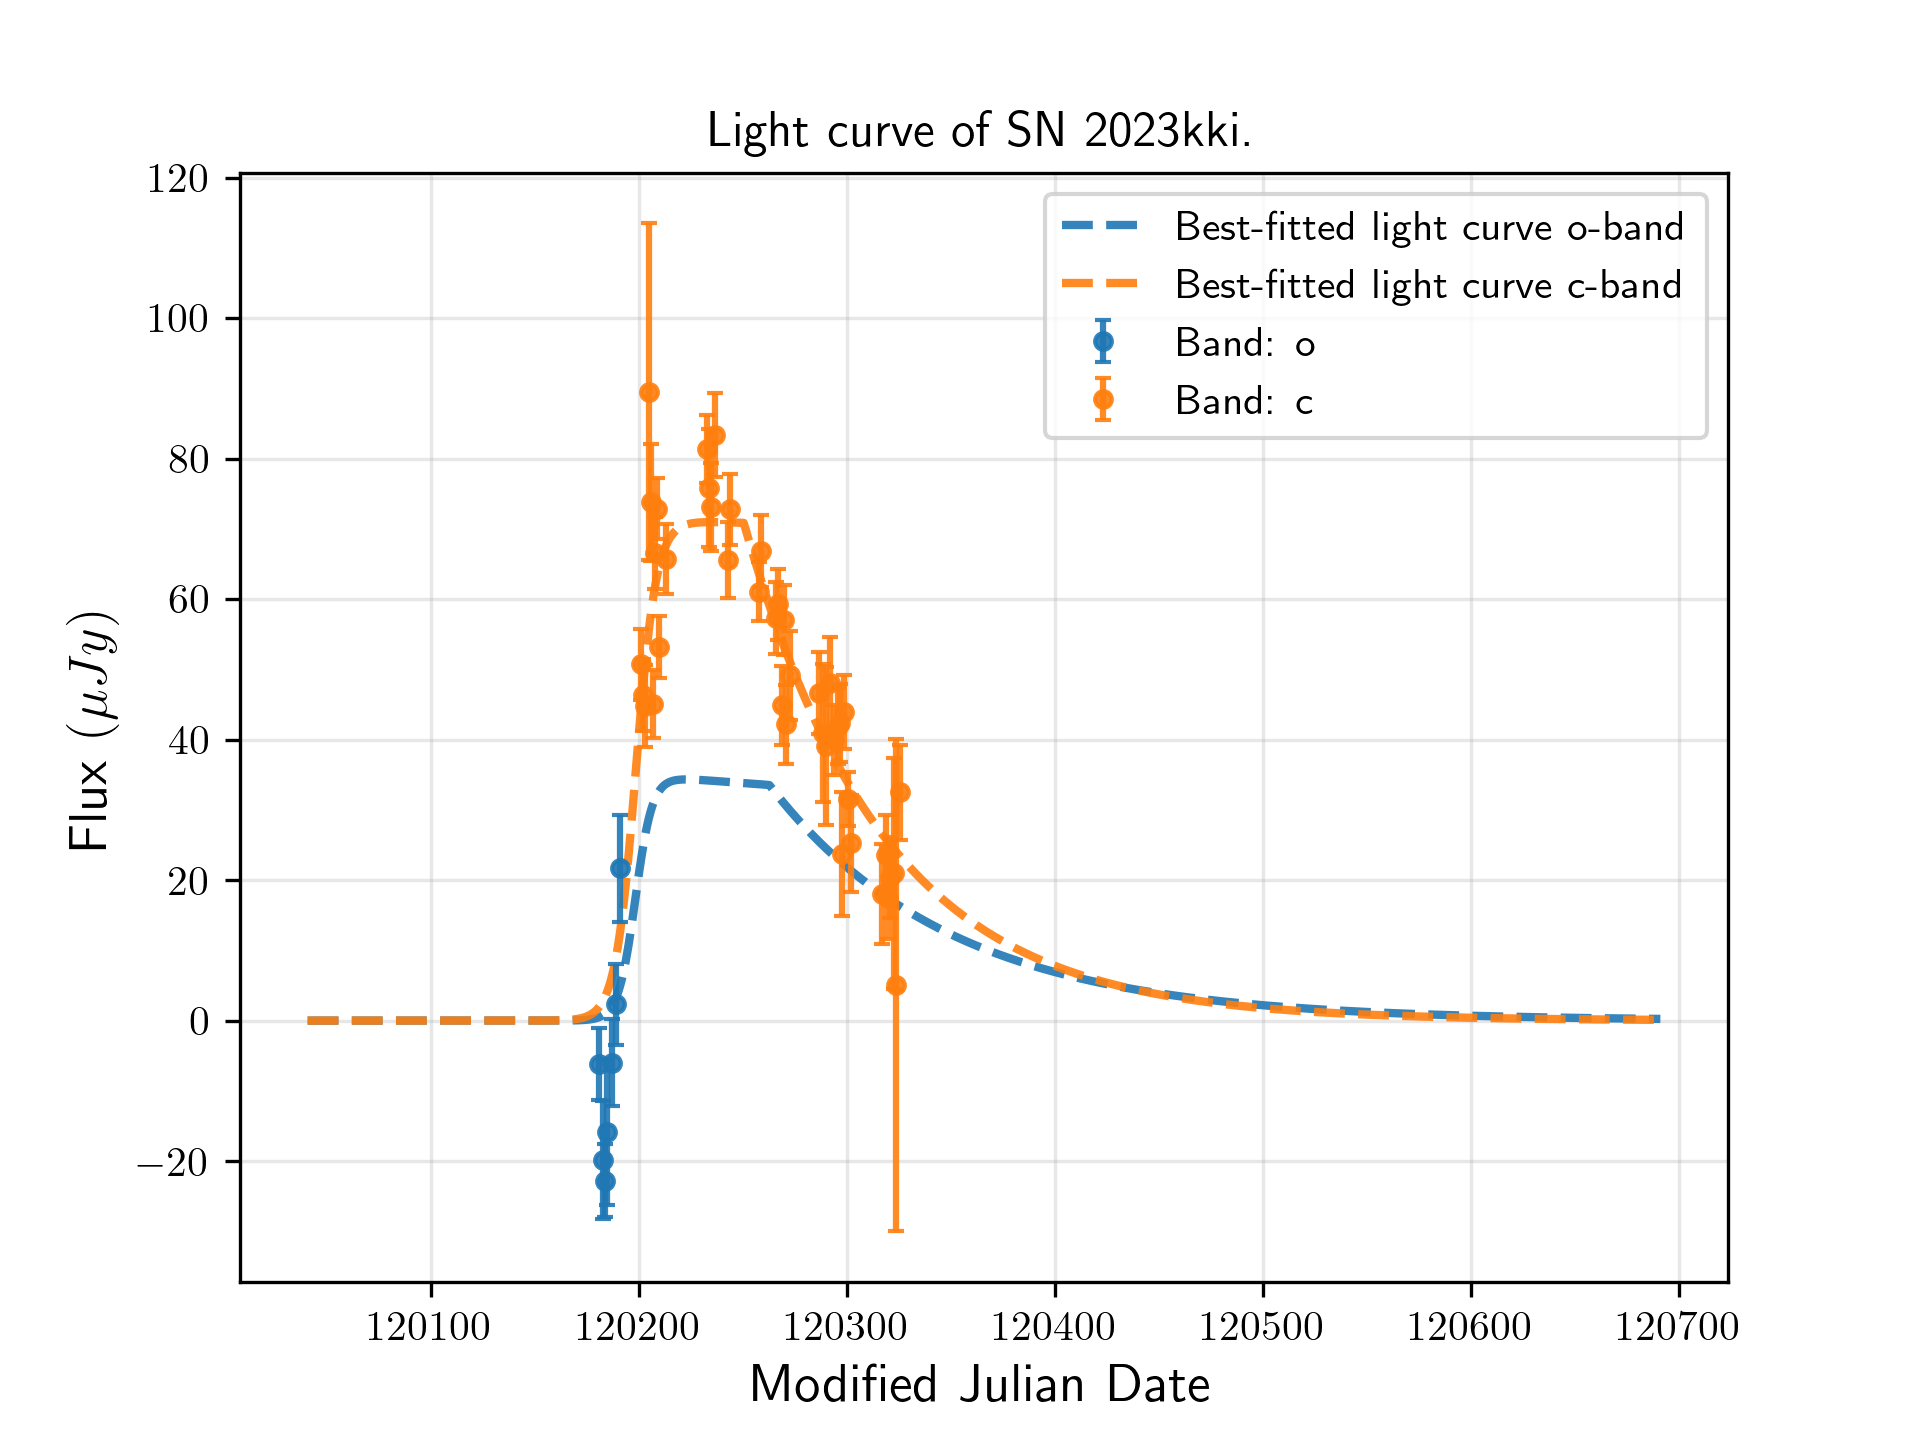 Light curve of SN 2023kki.
120
100
80
60
40
20
0
−20
Flux (μJy)
Best-fitted light curve o-band
Best-fitted light curve c-band
Band: o
Band: c
120100 120200 120300 120400 120500 120600 120700
Modified Julian Date